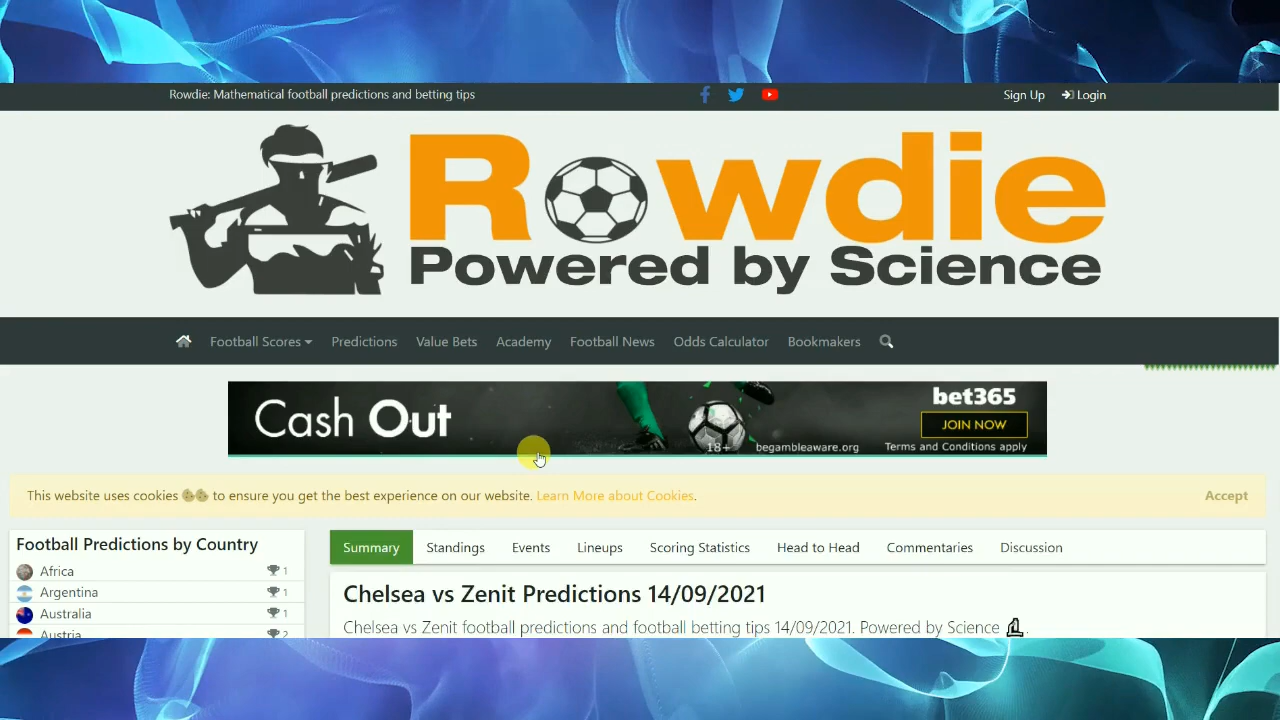 Rowdie: Mathematical football predictions and betting tips
Sign Up Login
Rowdie
Powered by Science
Football Scores Predictions Value Bets Academy Football News Odds Calculator Bookmakers
Cash Out
bet365
JOIN NOW
18+ begambleaware.org Terms and Conditions apply
This website uses cookies to ensure you get the best experience on our website. Learn More about Cookies.
Accept
Football Predictions by Country
Africa 1
Argentina 1
Australia 1
Austria 2
Summary Standings Events Lineups Scoring Statistics Head to Head Commentaries Discussion
Chelsea vs Zenit Predictions 14/09/2021
Chelsea vs Zenit football predictions and football betting tips 14/09/2021. Powered by Science .